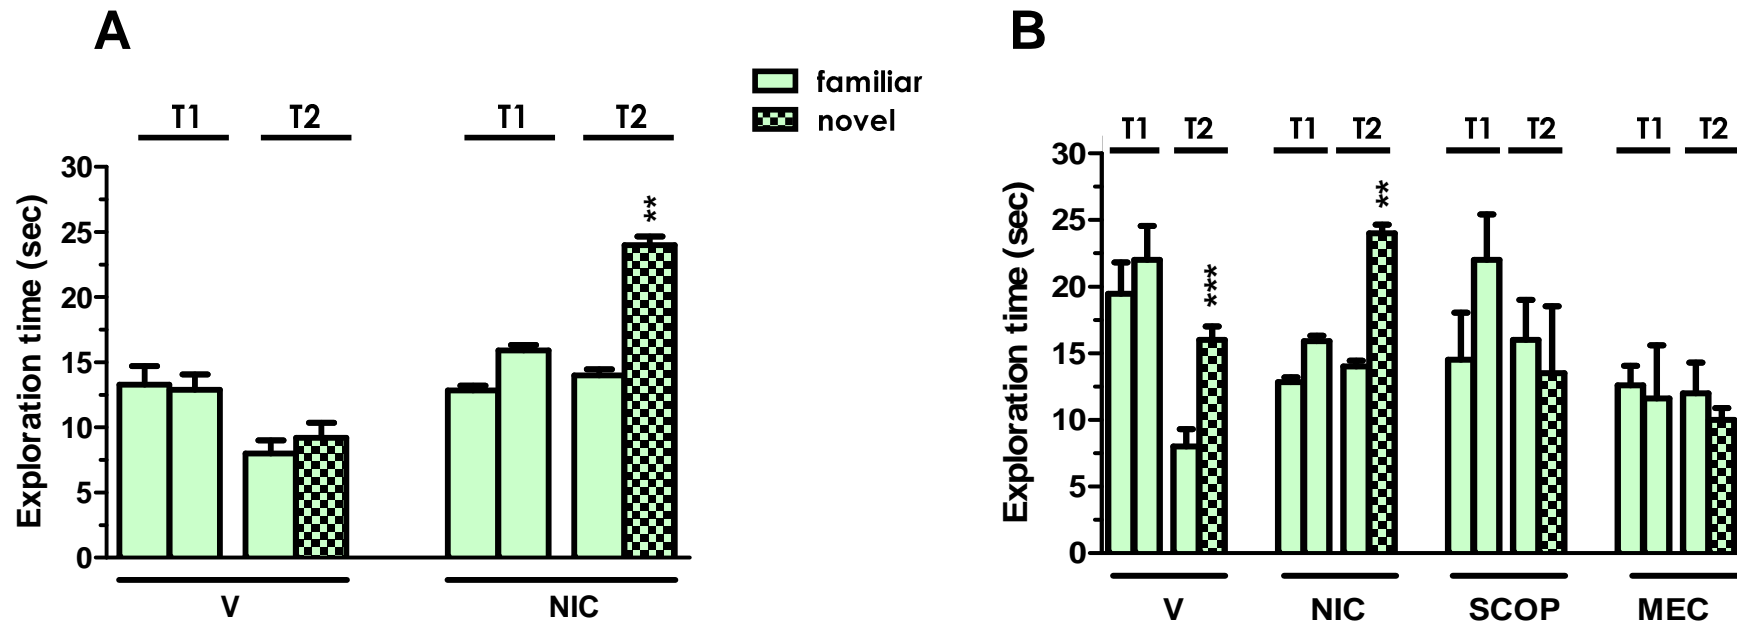 A
B
familiar
novel
T1 T2 T1 T2
T1 T2 T1 T2 T1 T2 T1 T2
Exploration time (sec)
30
25
20
15
10
5
0
**
V NIC
Exploration time (sec)
30
25
20
15
10
5
0
***
**
V NIC SCOP MEC